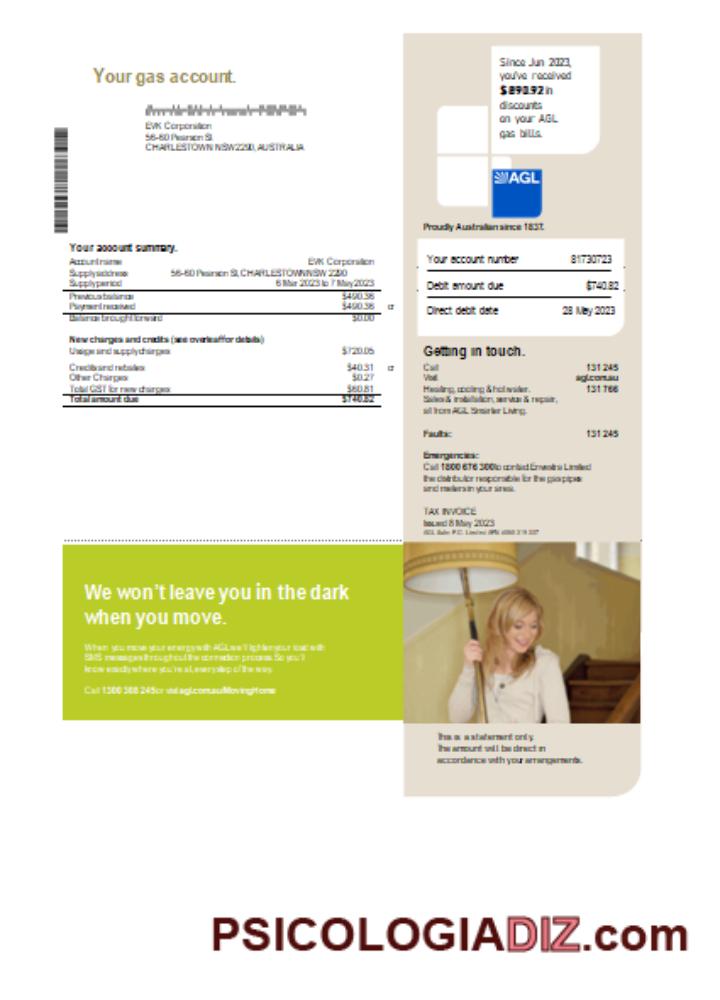 Your gas account.
EVK Corporation
56-60 Pearson St,
CHARLESTOWN NSW2290, AUSTRALIA
Since Jun 2023,
you've received
$890.92 in
discounts
on your AGL
gas bills.
AGL
Proudly Australian since 1837.
Your account summary.
Account name EVK Corporation
Supply address 56-60 Pearson St, CHARLESTOWN NSW 2290
Supply period 6 Mar 2023 to 7 May 2023
Previous balance $490.36
Payment received $490.36 cr
Balance brought forward $0.00
New charges and credits (see overleaf for details)
Usage and supply charges $720.05
Credits and rebates $40.31 cr
Other Charges $0.27
Total GST for new charges $60.81
Total amount due $740.82
Your account number 81730723
Debit amount due $740.82
Direct debit date 28 May 2023
Getting in touch.
Call 131 245
Visit agl.com.au
Heating, cooling & hot water. 131 766
Sales & installation, service & repair,
all from AGL Smarter Living.
Faults: 131 245
Emergencies:
Call 1800 676 300 to contact Envestra Limited
the distributor responsible for the gas pipes
and meters in your area.
TAX INVOICE
Issued 8 May 2023
We won't leave you in the dark
when you move.
When you move your energy with AGL we'll lighten your load with
SMS messages throughout the connection process. So you'll
know exactly where you're at, every step of the way.
Call 1300 308 245 or visit agl.com.au/MovingHome
This is a statement only.
The amount will be direct in
accordance with your arrangements.
PSICOLOGIADIZ.com